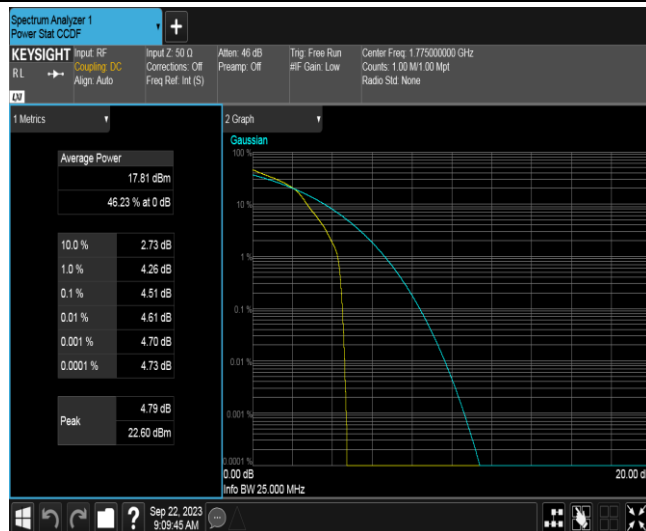 Spectrum Analyzer 1
Power Stat CCDF
+
KEYSIGHT
RL
Input: RF
Coupling: DC
Align: Auto
Input Z: 50 Ω
Corrections: Off
Freq Ref: Int (S)
Atten: 46 dB
Preamp: Off
Trig: Free Run
#IF Gain: Low
Center Freq: 1.775000000 GHz
Counts: 1.00 M/1.00 Mpt
Radio Std: None
1 Metrics
Average Power
17.81 dBm
46.23 % at 0 dB
10.0 % 2.73 dB
1.0 % 4.26 dB
0.1 % 4.51 dB
0.01 % 4.61 dB
0.001 % 4.70 dB
0.0001 % 4.73 dB
Peak
4.79 dB
22.60 dBm
2 Graph
Gaussian
100 %
10 %
1 %
0.1 %
0.01 %
0.001 %
0.0001 %
0.00 dB
20.00 d
Info BW 25.000 MHz
?
Sep 22, 2023
9:09:45 AM